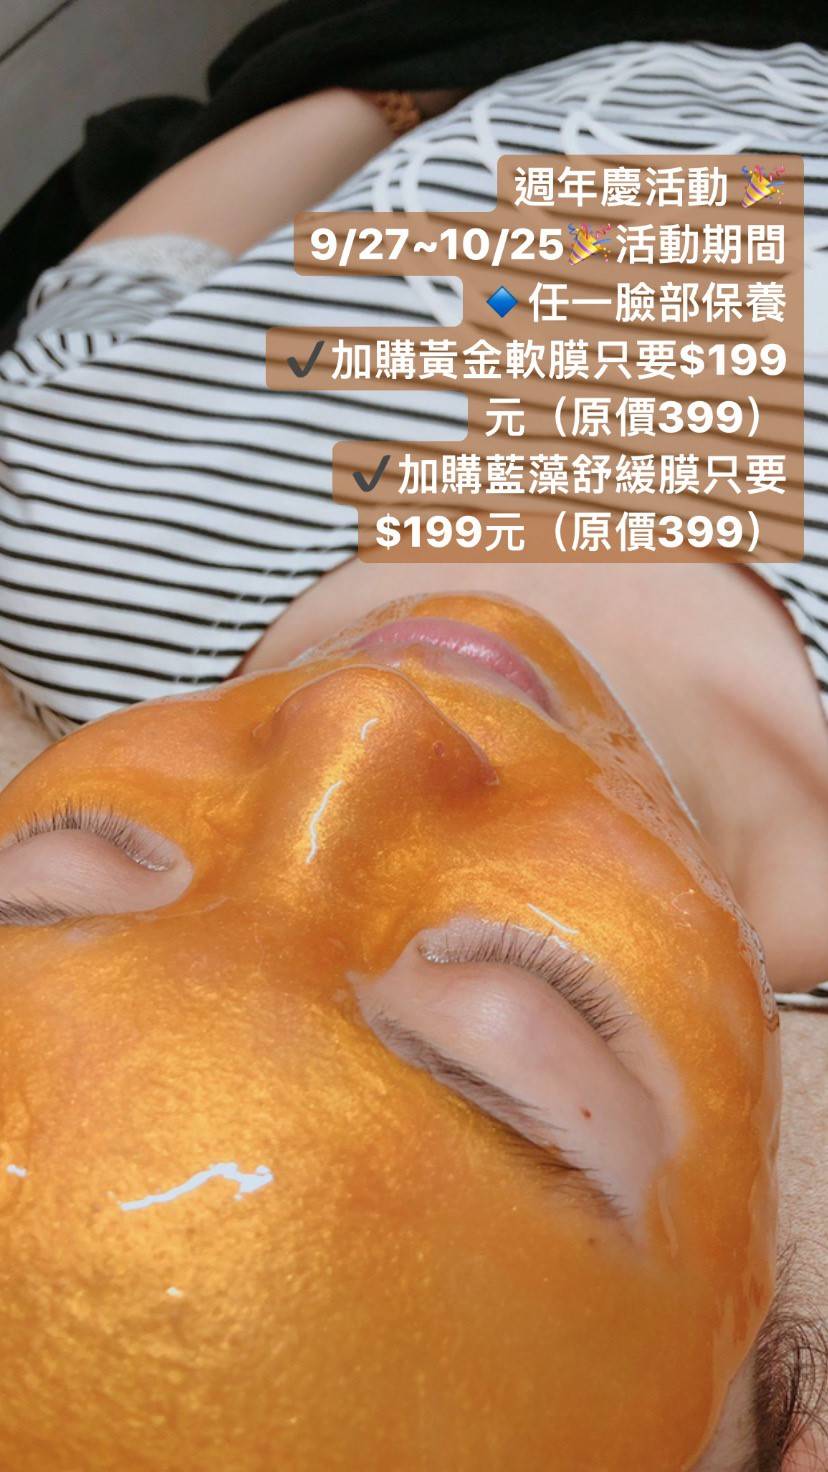 週年慶活動🎉
9/27~10/25🎉活動期間
🔹任一臉部保養
✔️加購黃金軟膜只要$199
元（原價399）
✔️加購藍藻舒緩膜只要
$199元（原價399）